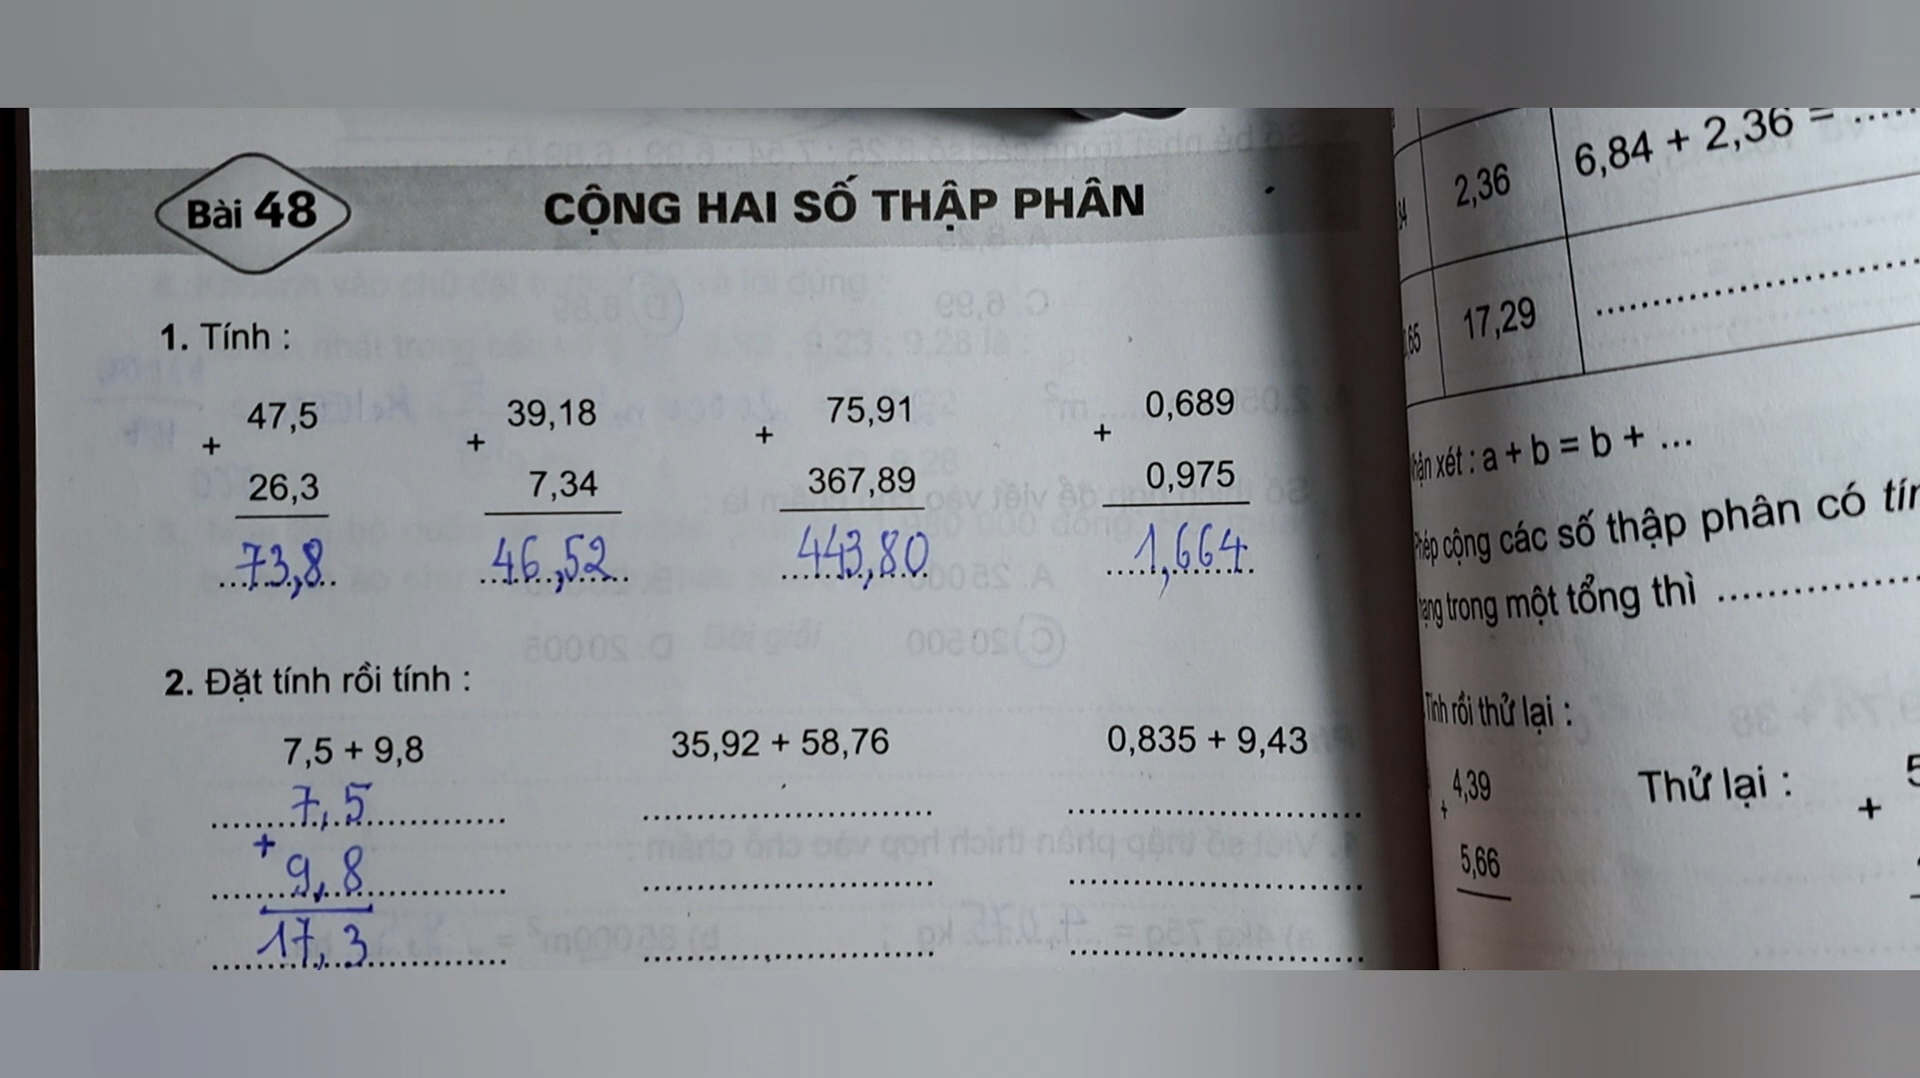 Bài 48
CỘNG HAI SỐ THẬP PHÂN
1. Tính :
47,5
+
26,3
73,8
39,18
+
7,34
46,52
75,91
+
367,89
443,80
0,689
+
0,975
1,664
2. Đặt tính rồi tính :
7,5 + 9,8
7,5
+
9,8
17,3
35,92 + 58,76
0,835 + 9,43
2,36
6,84 + 2,36 = .....
17,29
xét : a + b = b + ...
cộng các số thập phân có
trong một tổng thì ..............
Tính rồi thử lại :
4,39
+
5,66
Thử lại :
+